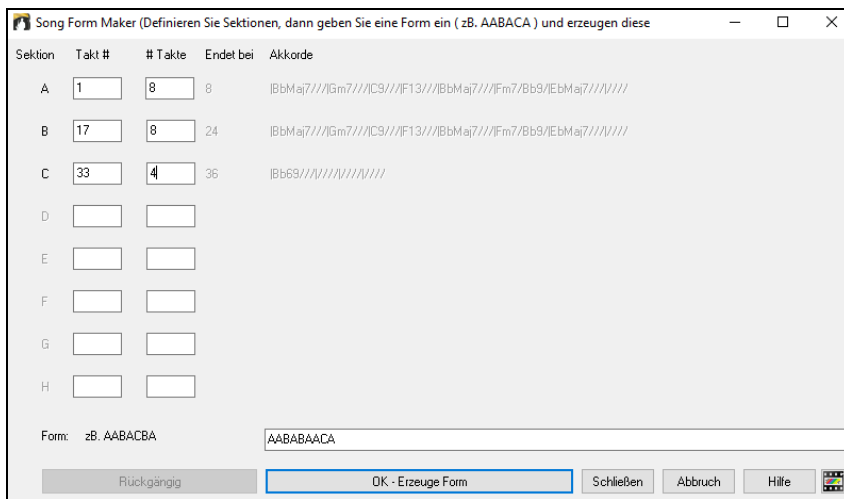 Song Form Maker (Definieren Sie Sektionen, dann geben Sie eine Form ein ( zB. AABACA ) und erzeugen diese
Sektion Takt # # Takte Endet bei Akkorde
A 1 8 8 |BbMaj7///|Gm7///|C9///|F13///|BbMaj7///|Fm7/Bb9/|EbMaj7///|////
B 17 8 24 |BbMaj7///|Gm7///|C9///|F13///|BbMaj7///|Fm7/Bb9/|EbMaj7///|////
C 33 4 36 |Bb69///|////|////|////
D
E
F
G
H
Form: zB. AABACBA AABABAACA
Rückgängig OK - Erzeuge Form Schließen Abbruch Hilfe